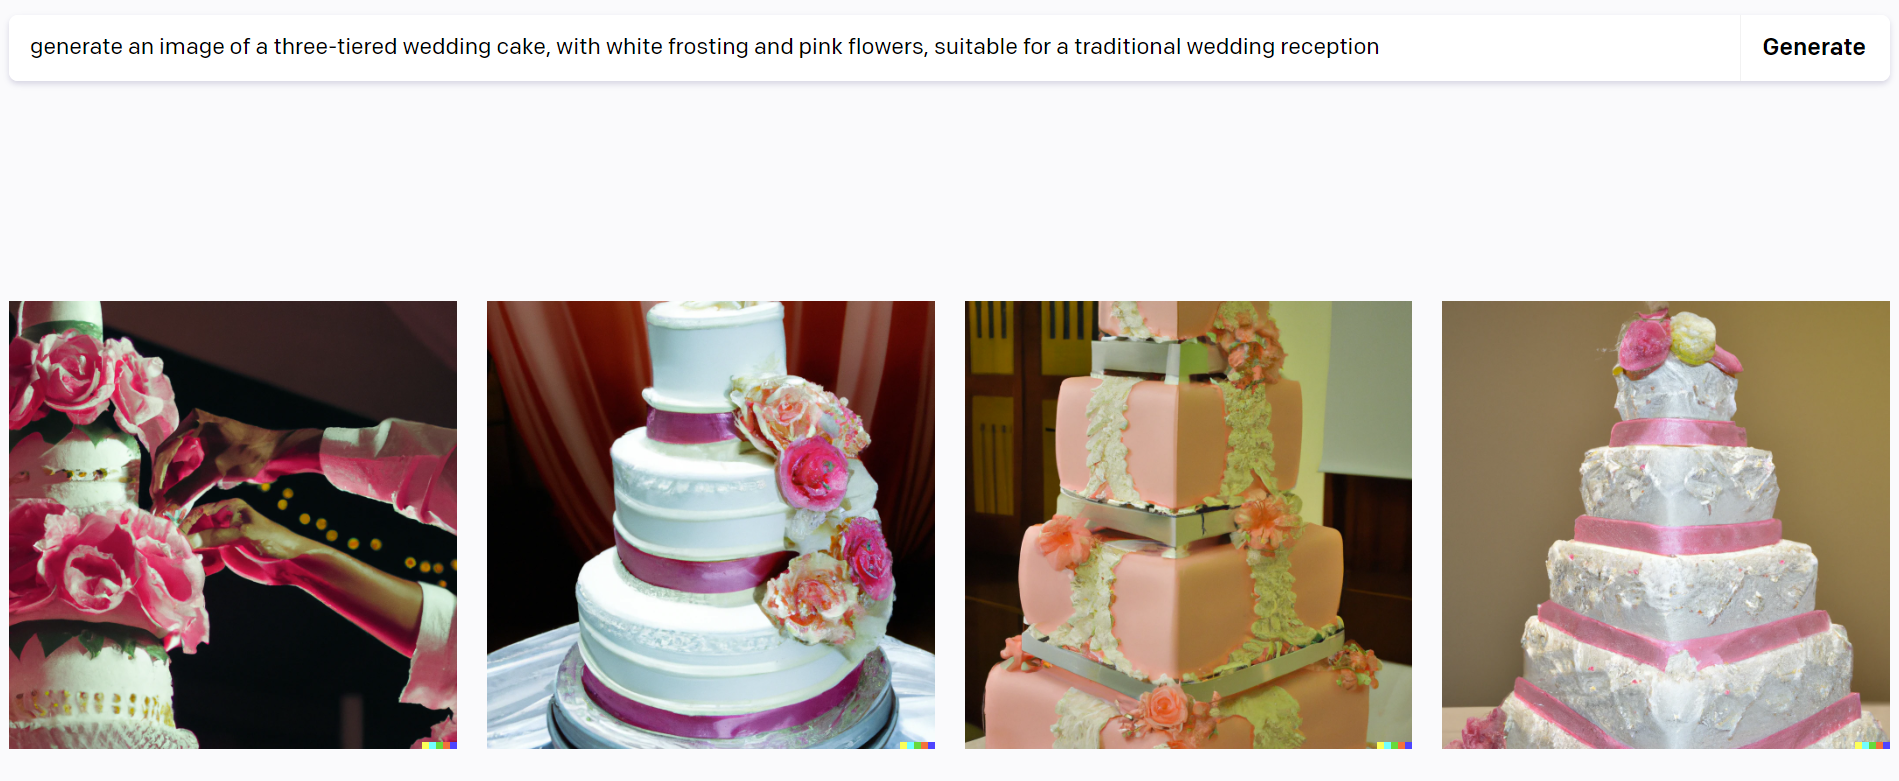 generate an image of a three-tiered wedding cake, with white frosting and pink flowers, suitable for a traditional wedding reception
Generate